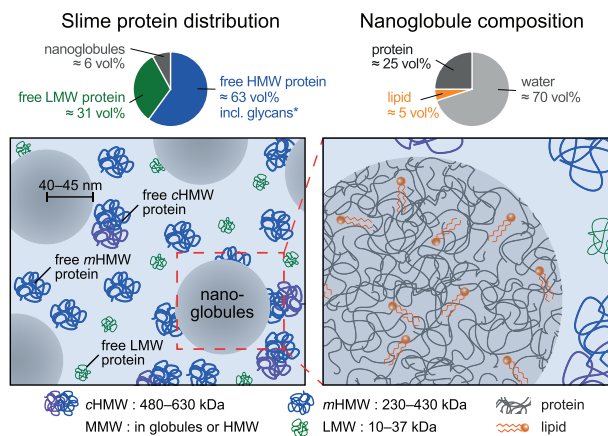 Slime protein distribution
nanoglobules
≈ 6 vol%
free LMW protein
≈ 31 vol%
free HMW protein
≈ 63 vol%
incl. glycans*
Nanoglobule composition
protein
≈ 25 vol%
lipid
≈ 5 vol%
water
≈ 70 vol%
40–45 nm
free cHMW
protein
free mHMW
protein
nano-
globules
free LMW
protein
cHMW : 480–630 kDa
mHMW : 230–430 kDa
protein
MMW : in globules or HMW
LMW : 10–37 kDa
lipid